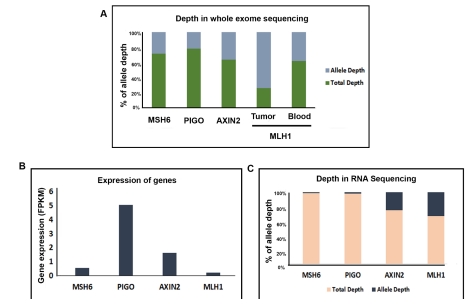 A
Depth in whole exome sequencing
% of allele depth
100%
80%
60%
40%
20%
0%
MSH6 PIGO AXIN2 Tumor Blood
MLH1
Allele Depth
Total Depth
B
Expression of genes
Gene expression (FPKM)
6
5
4
3
2
1
0
MSH6 PIGO AXIN2 MLH1
C
Depth in RNA Sequencing
% of allele depth
100%
80%
60%
40%
20%
0%
MSH6 PIGO AXIN2 MLH1
Total Depth Allele Depth